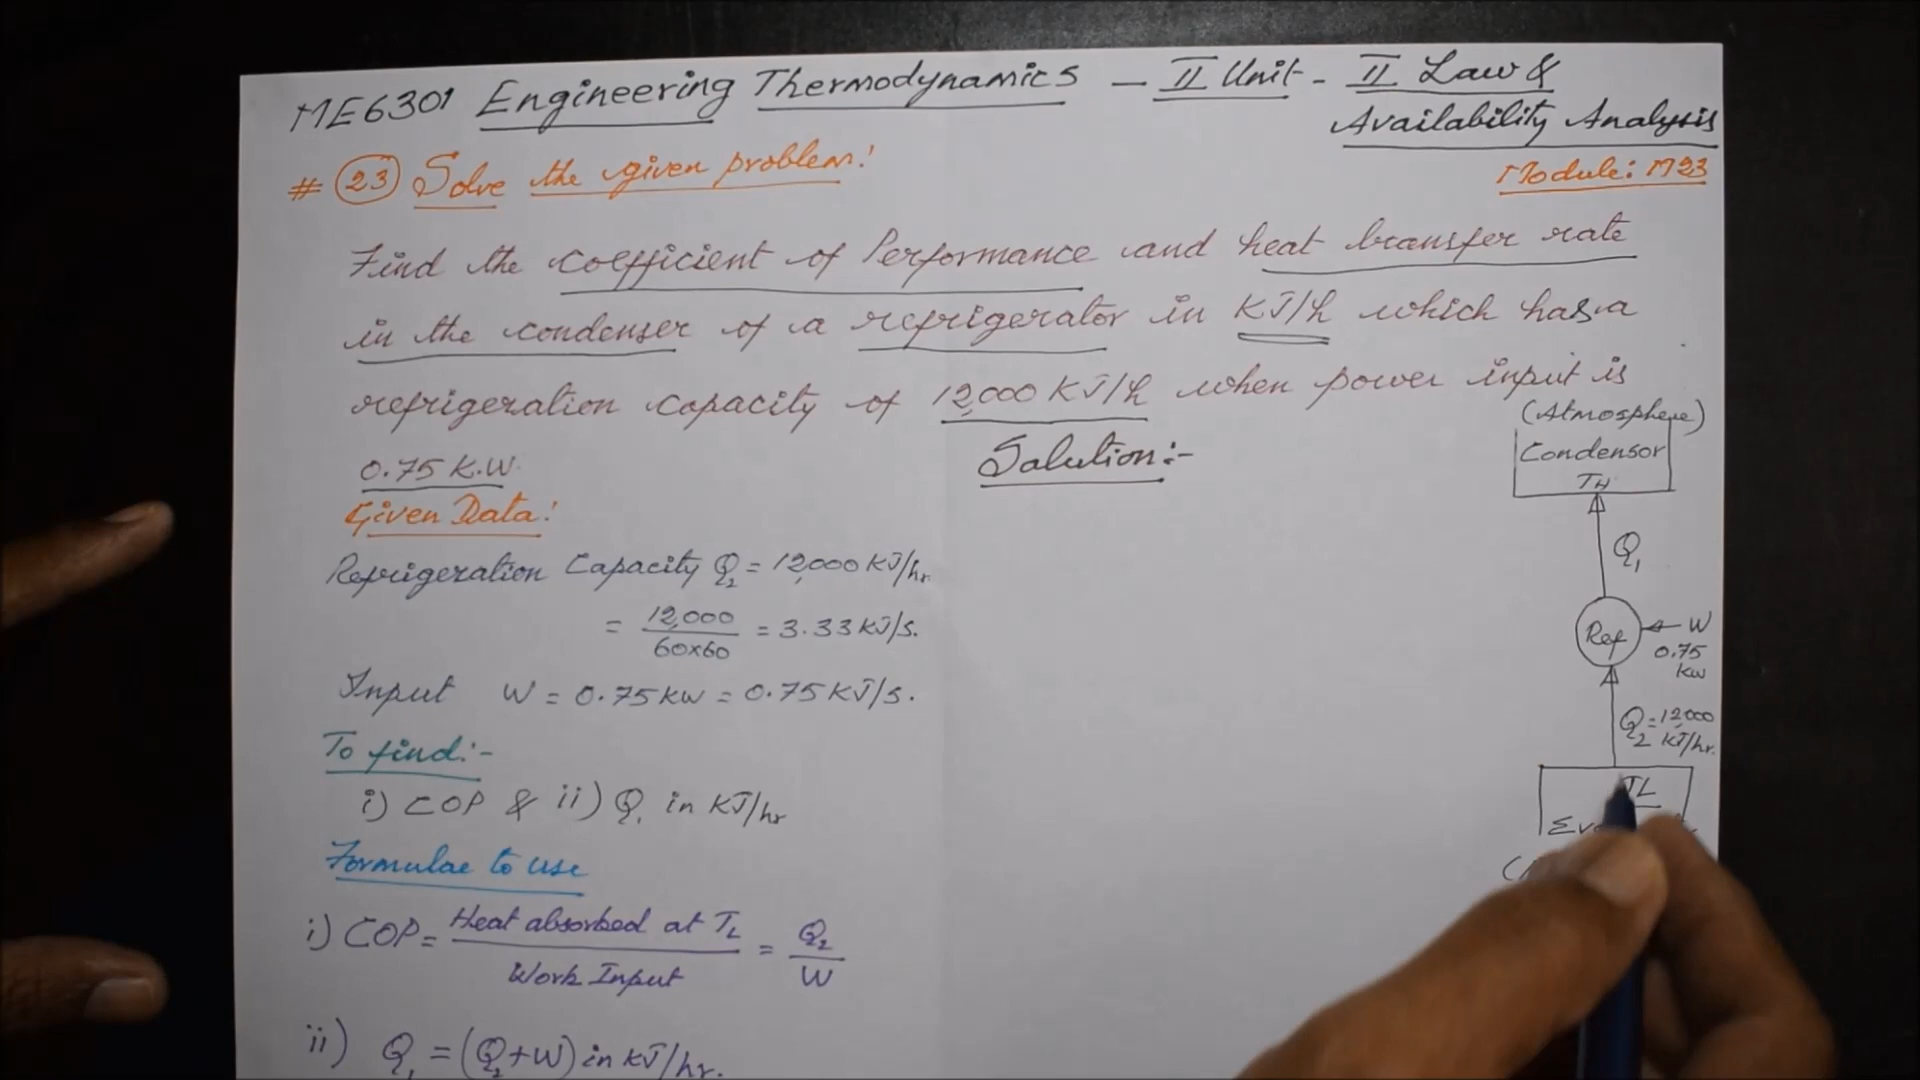 ME6301 Engineering Thermodynamics - II Unit - II Law &
Availability Analysis
# 23 Solve the given problem!
Module: M23
Find the coefficient of Performance and heat transfer rate
in the condenser of a refrigerator in KJ/h which has a
refrigeration capacity of 12,000 KJ/h when power input is
0.75 K.W.
Solution:-
Given Data:
Refrigeration Capacity Q2 = 12,000 KJ/hr
= 12,000 / 60x60 = 3.33 KJ/s.
Input W = 0.75 kw = 0.75 KJ/s.
To find:-
i) COP & ii) Q1 in KJ/hr
Formulae to use
i) COP = Heat absorbed at TL / Work Input = Q2 / W
ii) Q1 = (Q2+W) in kJ/hr.
(Atmosphere)
Condensor
TH
Q1
Ref
W
0.75
kw
Q2 = 12,000
KJ/hr.
TL